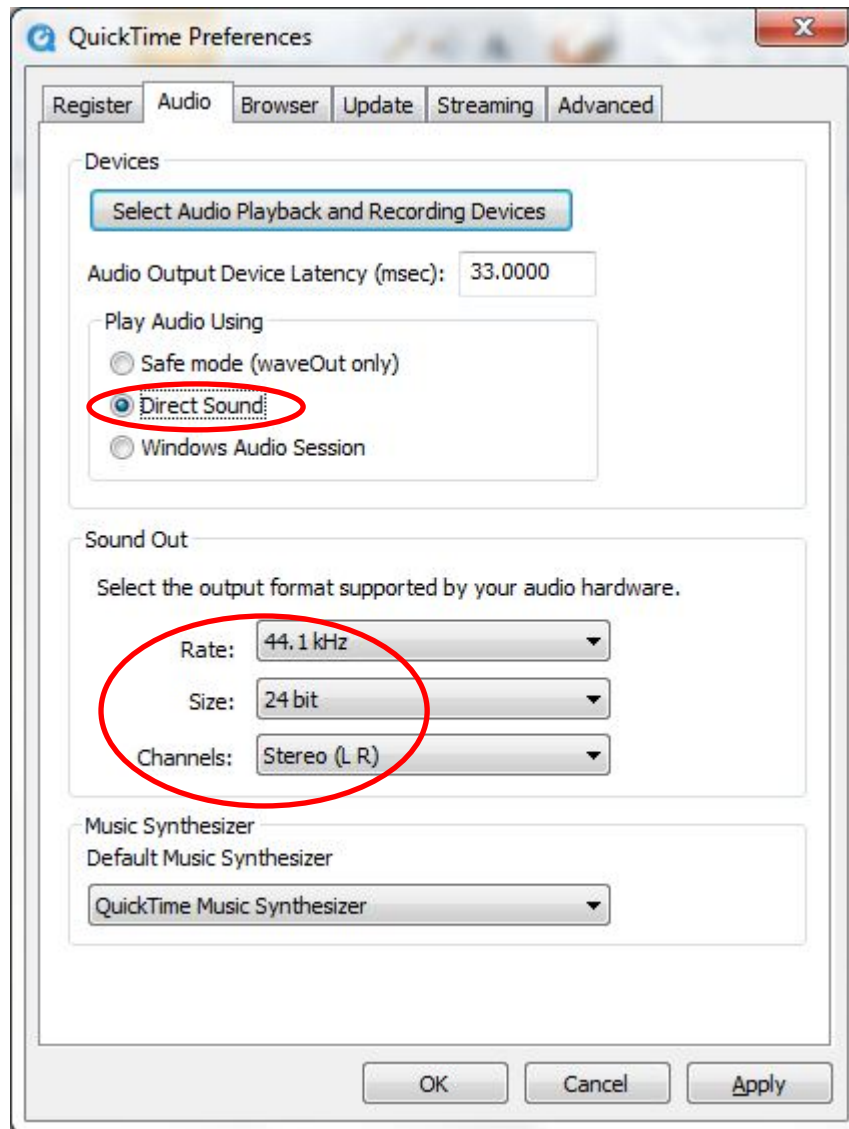 QuickTime Preferences
Register Audio Browser Update Streaming Advanced
Devices
Select Audio Playback and Recording Devices
Audio Output Device Latency (msec): 33.0000
Play Audio Using
Safe mode (waveOut only)
Direct Sound
Windows Audio Session
Sound Out
Select the output format supported by your audio hardware.
Rate: 44.1 kHz
Size: 24 bit
Channels: Stereo (L R)
Music Synthesizer
Default Music Synthesizer
QuickTime Music Synthesizer
OK Cancel Apply